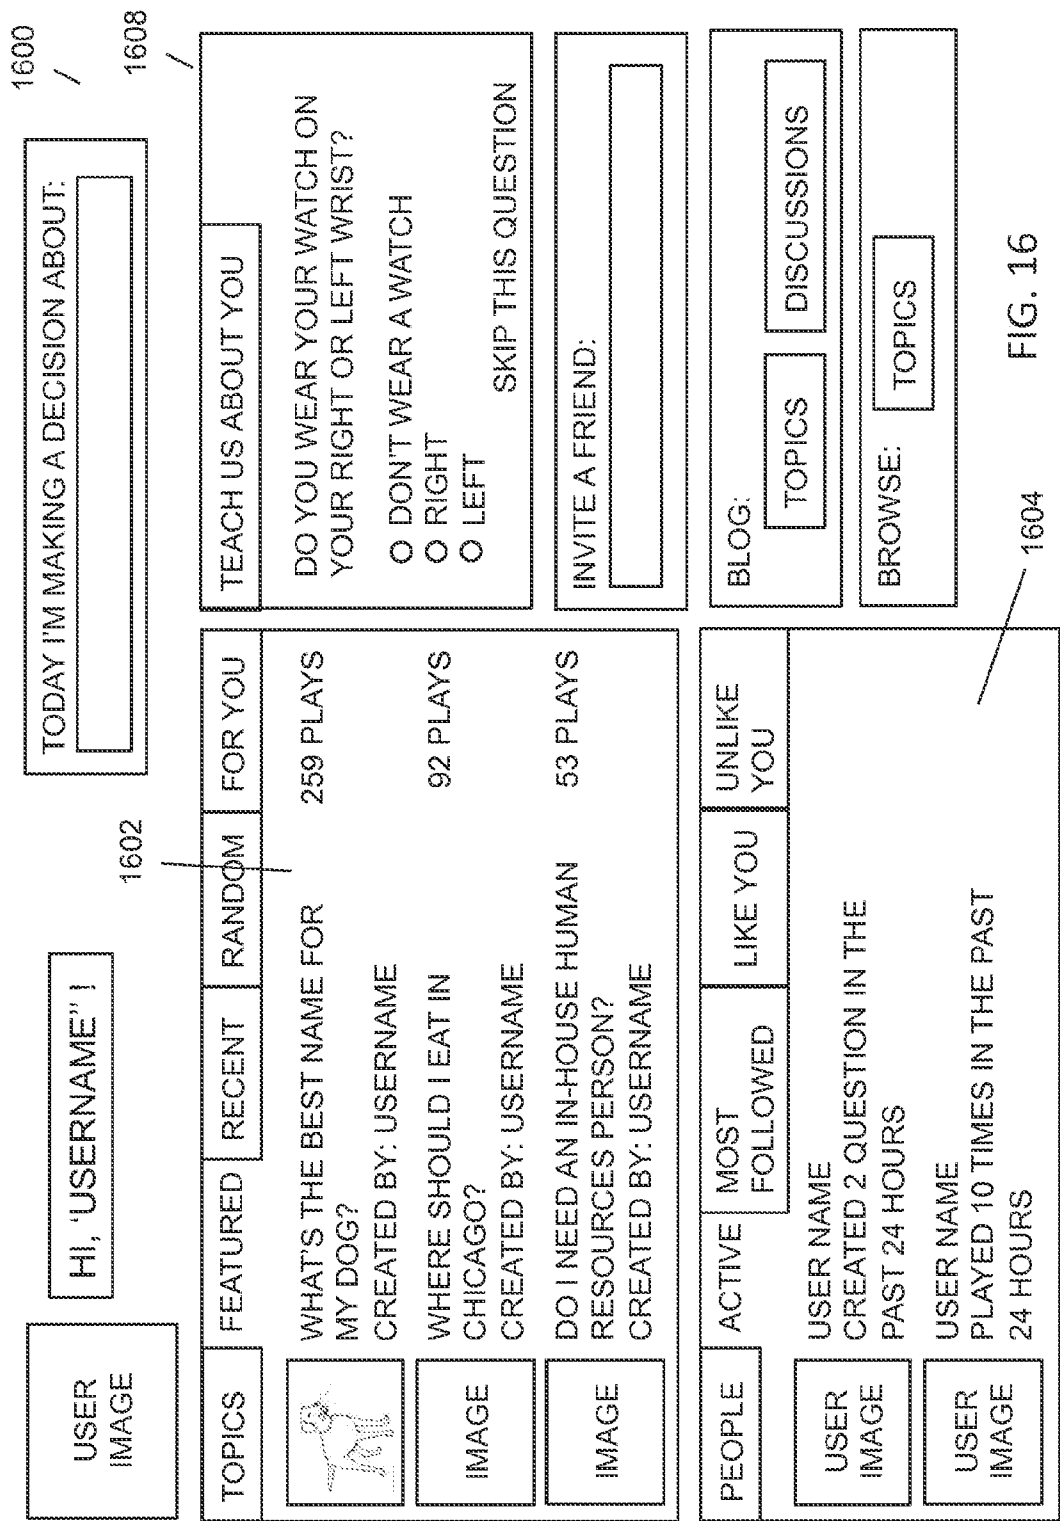 1600
USER
IMAGE
HI, 'USERNAME" !
TODAY I'M MAKING A DECISION ABOUT:
1602
1608
TOPICS
FEATURED
RECENT
RANDOM
FOR YOU
WHAT'S THE BEST NAME FOR
MY DOG?
CREATED BY: USERNAME
259 PLAYS
IMAGE
WHERE SHOULD I EAT IN
CHICAGO?
CREATED BY: USERNAME
92 PLAYS
IMAGE
DO I NEED AN IN-HOUSE HUMAN
RESOURCES PERSON?
CREATED BY: USERNAME
53 PLAYS
TEACH US ABOUT YOU
DO YOU WEAR YOUR WATCH ON
YOUR RIGHT OR LEFT WRIST?
DON'T WEAR A WATCH
RIGHT
LEFT
SKIP THIS QUESTION
INVITE A FRIEND:
PEOPLE
ACTIVE
MOST
FOLLOWED
LIKE YOU
UNLIKE
YOU
USER
IMAGE
USER NAME
CREATED 2 QUESTION IN THE
PAST 24 HOURS
USER
IMAGE
USER NAME
PLAYED 10 TIMES IN THE PAST
24 HOURS
BLOG:
TOPICS
DISCUSSIONS
BROWSE:
TOPICS
1604
FIG. 16